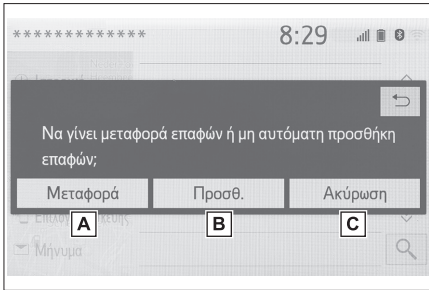 *************
8:29
Να γίνει μεταφορά επαφών ή μη αυτόματη προσθήκη
επαφών;
Μεταφορά
Προσθ.
Ακύρωση
A
B
C
Μήνυμα